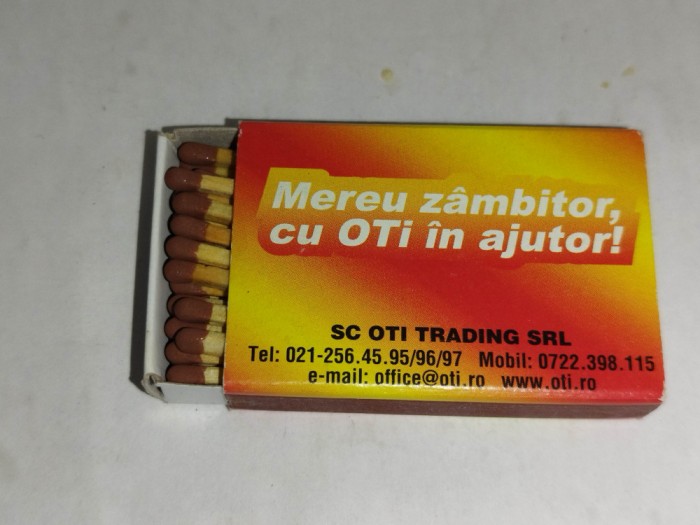 Mereu zâmbitor,
cu OTi în ajutor!
SC OTI TRADING SRL
Tel: 021-256.45.95/96/97 Mobil: 0722.398.115
e-mail: office@oti.ro www.oti.ro